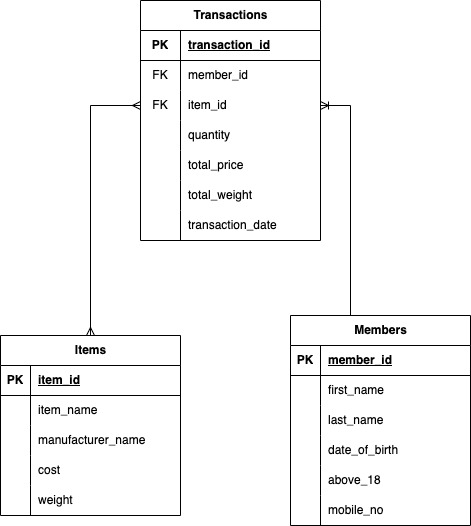 Transactions
PK transaction_id
FK member_id
FK item_id
quantity
total_price
total_weight
transaction_date
Items
PK item_id
item_name
manufacturer_name
cost
weight
Members
PK member_id
first_name
last_name
date_of_birth
above_18
mobile_no